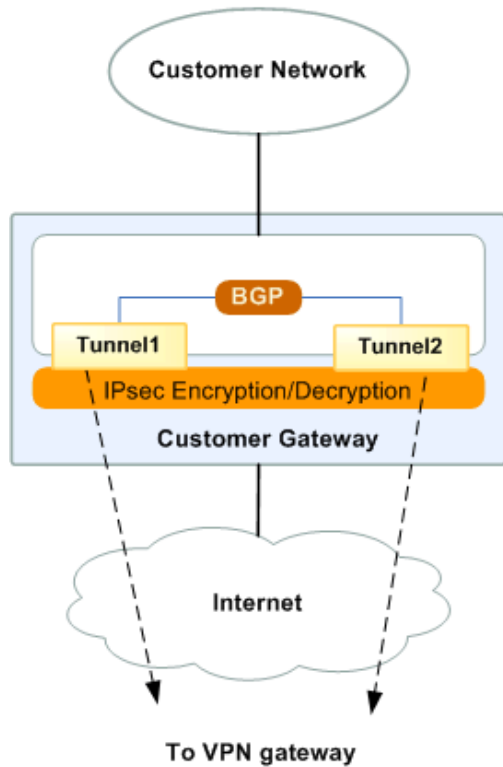 Customer Network
BGP
Tunnel1
Tunnel2
IPsec Encryption/Decryption
Customer Gateway
Internet
To VPN gateway